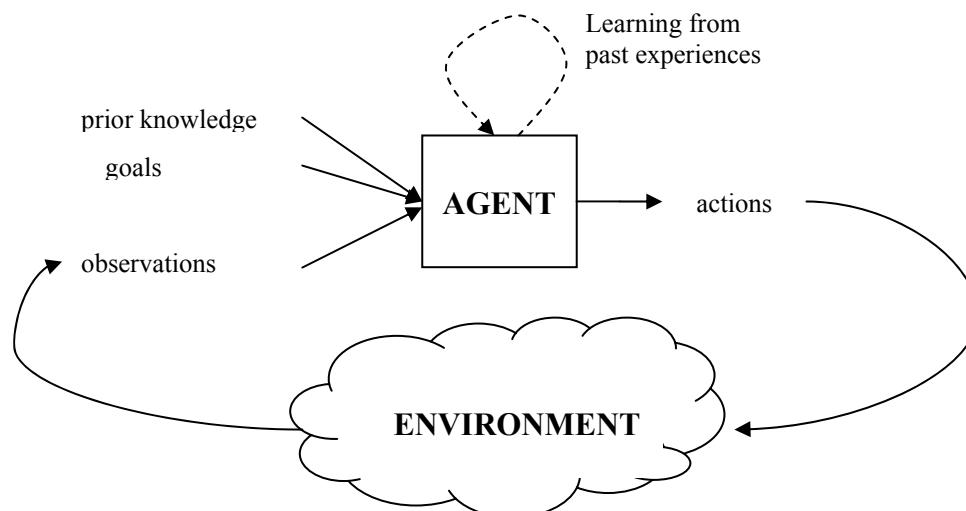 Learning from
past experiences
prior knowledge
goals
AGENT
actions
observations
ENVIRONMENT